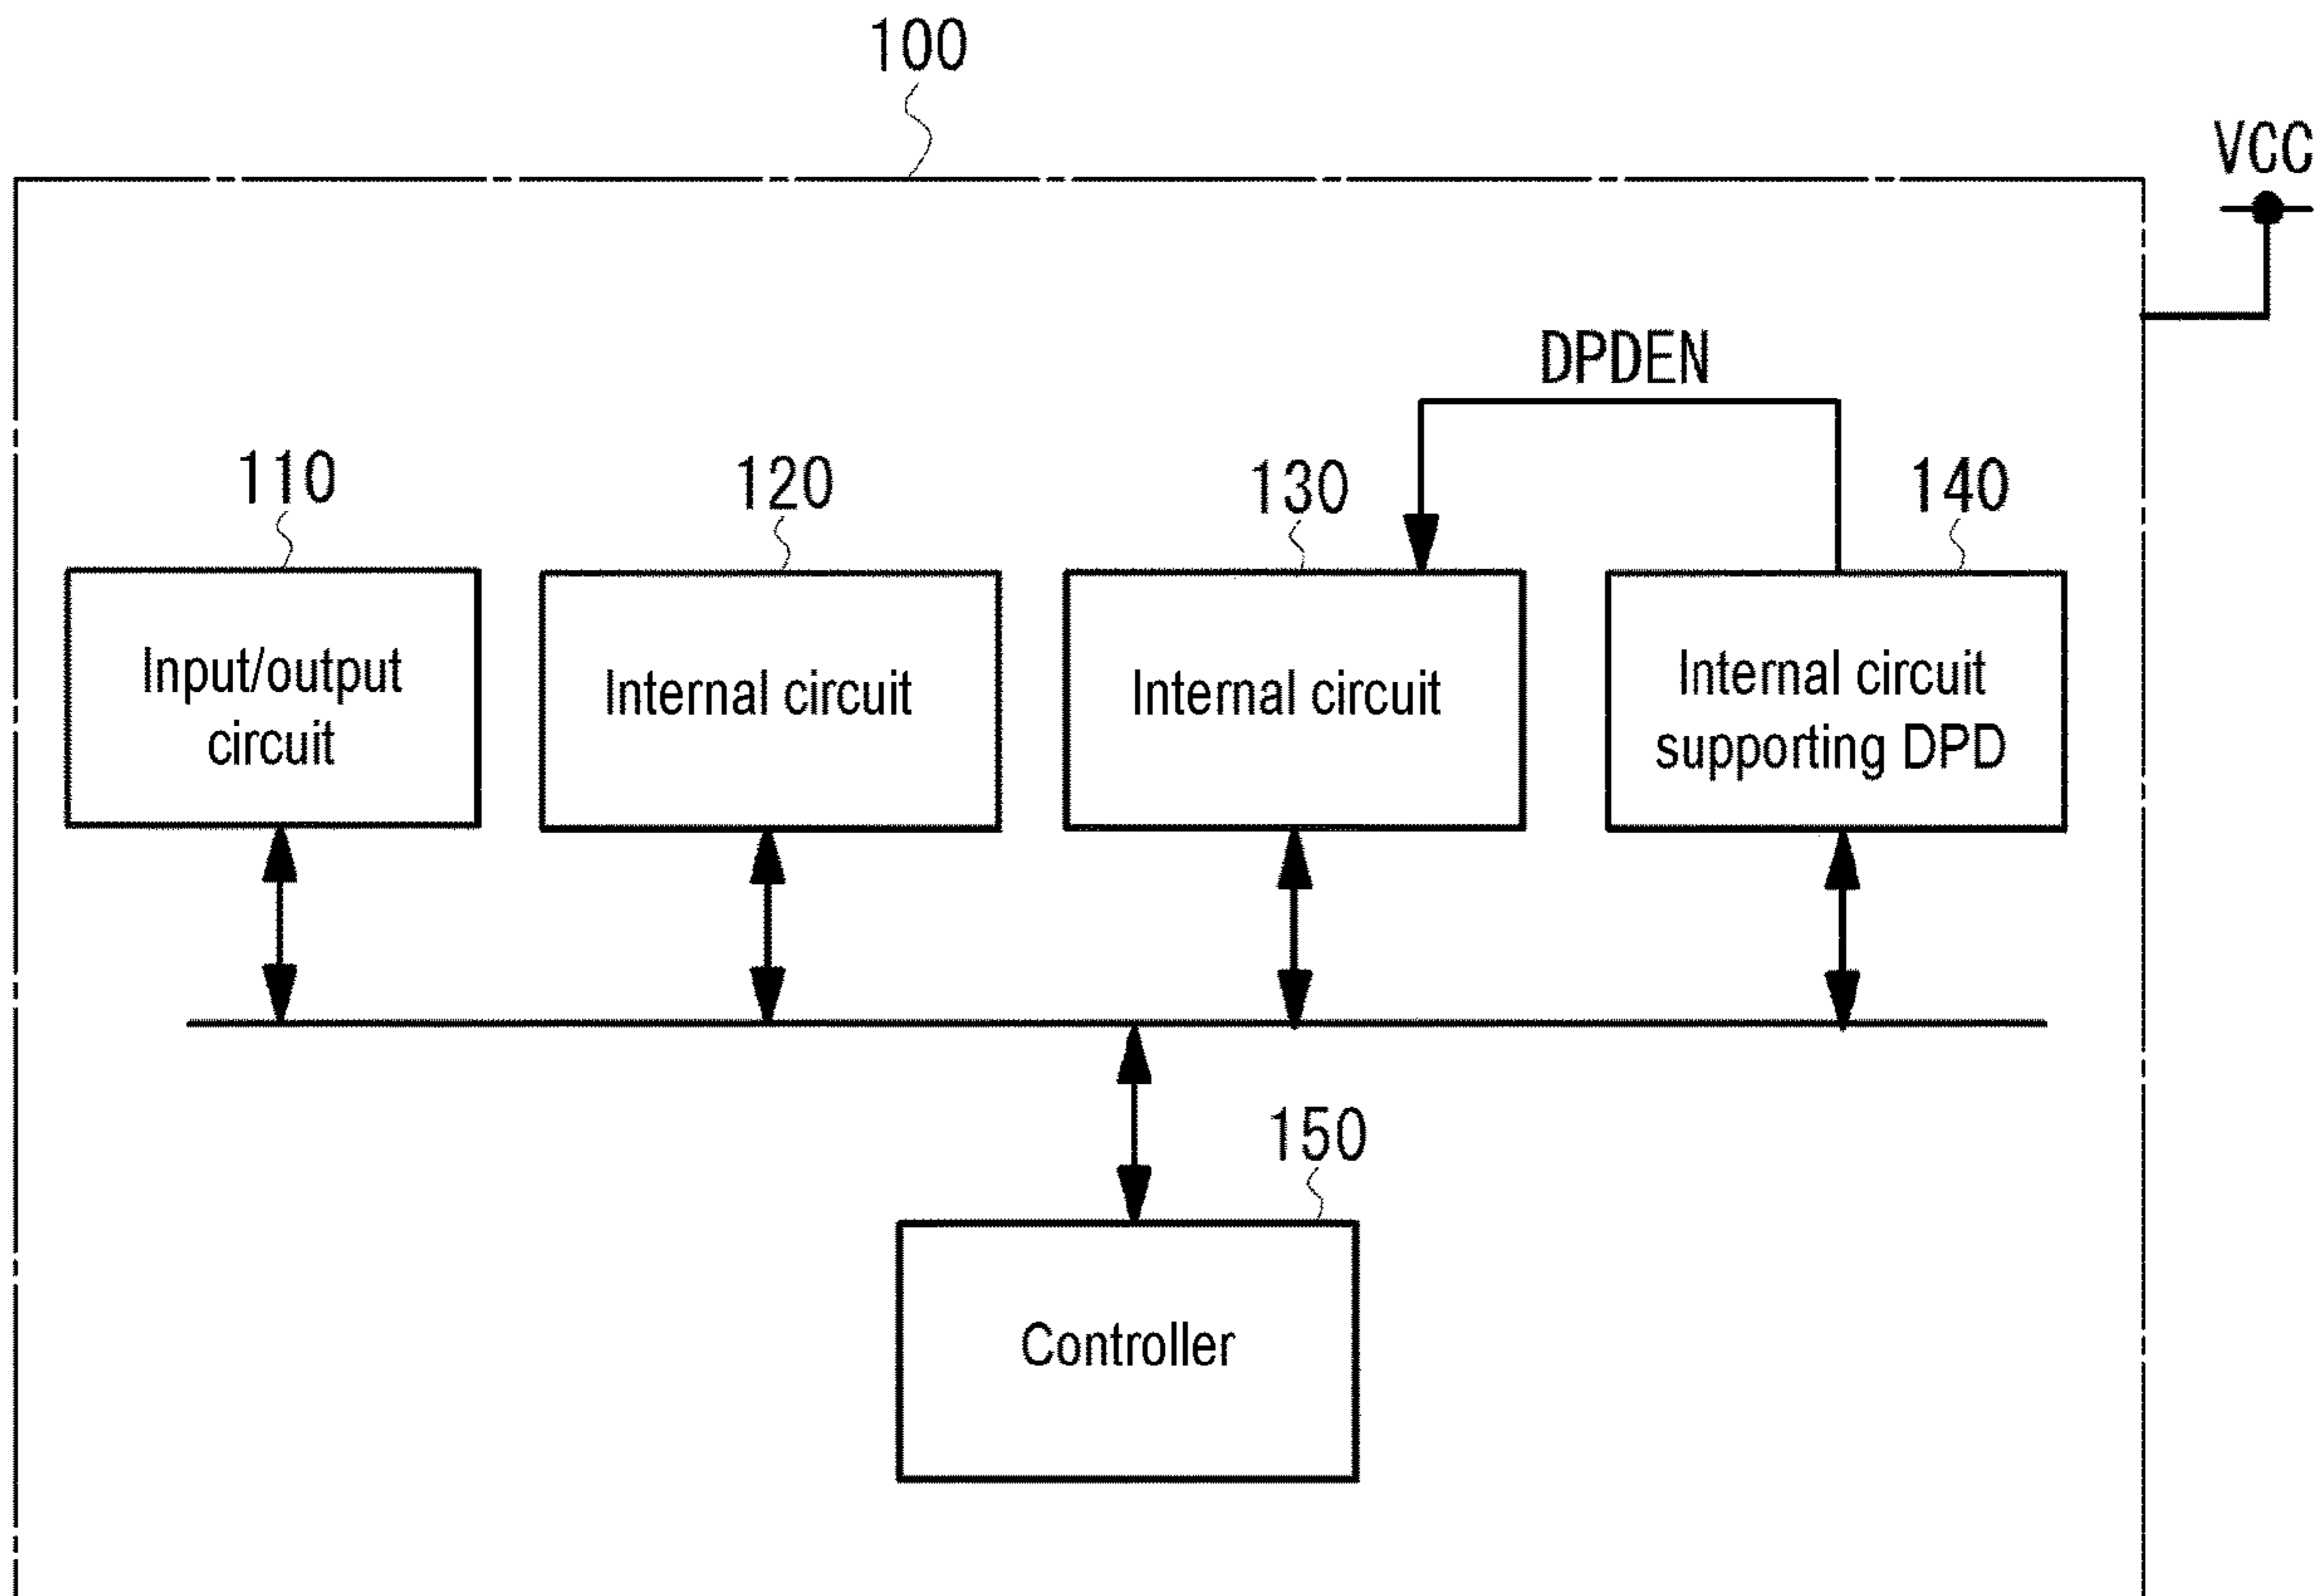 100
VCC
DPDEN
110
120
130
140
Input/output
circuit
Internal circuit
Internal circuit
Internal circuit
supporting DPD
150
Controller